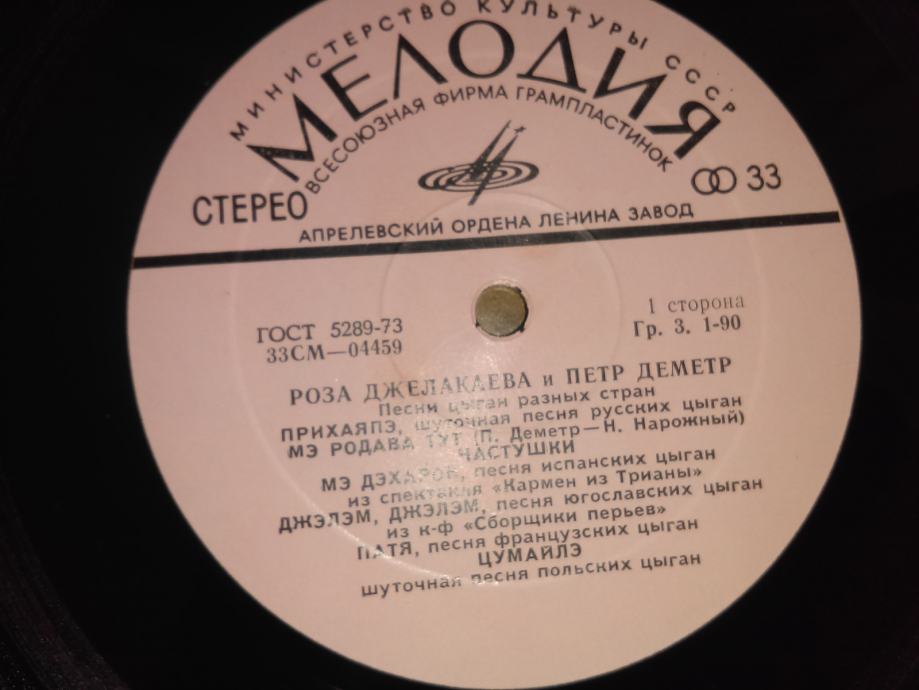 МИНИСТЕРСТВО КУЛЬТУРЫ СССР
МЕЛОДИЯ
ВСЕСОЮЗНАЯ ФИРМА ГРАМПЛАСТИНОК
СТЕРЕО
33
АПРЕЛЕВСКИЙ ОРДЕНА ЛЕНИНА ЗАВОД
ГОСТ 5289-73
33СМ—04459
1 сторона
Гр. 3. 1-90
РОЗА ДЖЕЛАКАЕВА и ПЕТР ДЕМЕТР
Песни цыган разных стран
ПРИХАЯПЭ, шуточная песня русских цыган
МЭ РОДАВА ТУТ (П. Деметр—Н. Нарожный)
ЧАСТУШКИ
МЭ ДЭХАРОВ, песня испанских цыган
из спектакля «Кармен из Трианы»
ДЖЭЛЭМ, ДЖЭЛЭМ, песня югославских цыган
из к-ф «Сборщики перьев»
ПАТЯ, песня французских цыган
ЦУМАЙЛЭ
шуточная песня польских цыган